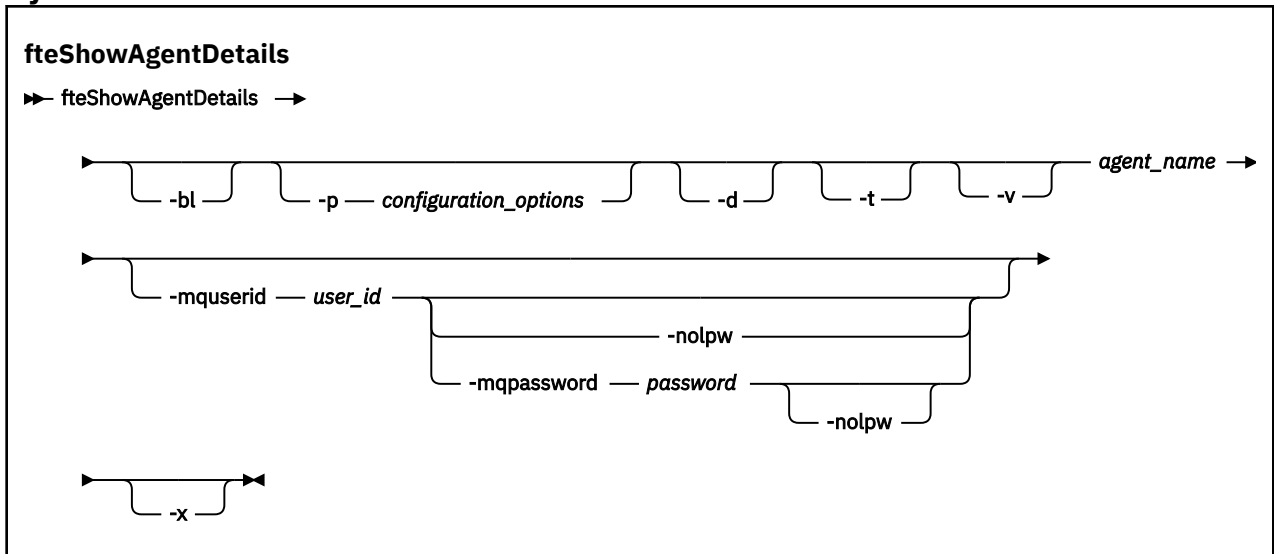 fteShowAgentDetails
fteShowAgentDetails
-bl -p configuration_options -d -t -v agent_name
-mquserid user_id
-nolpw
-mqpassword password
-nolpw
-x